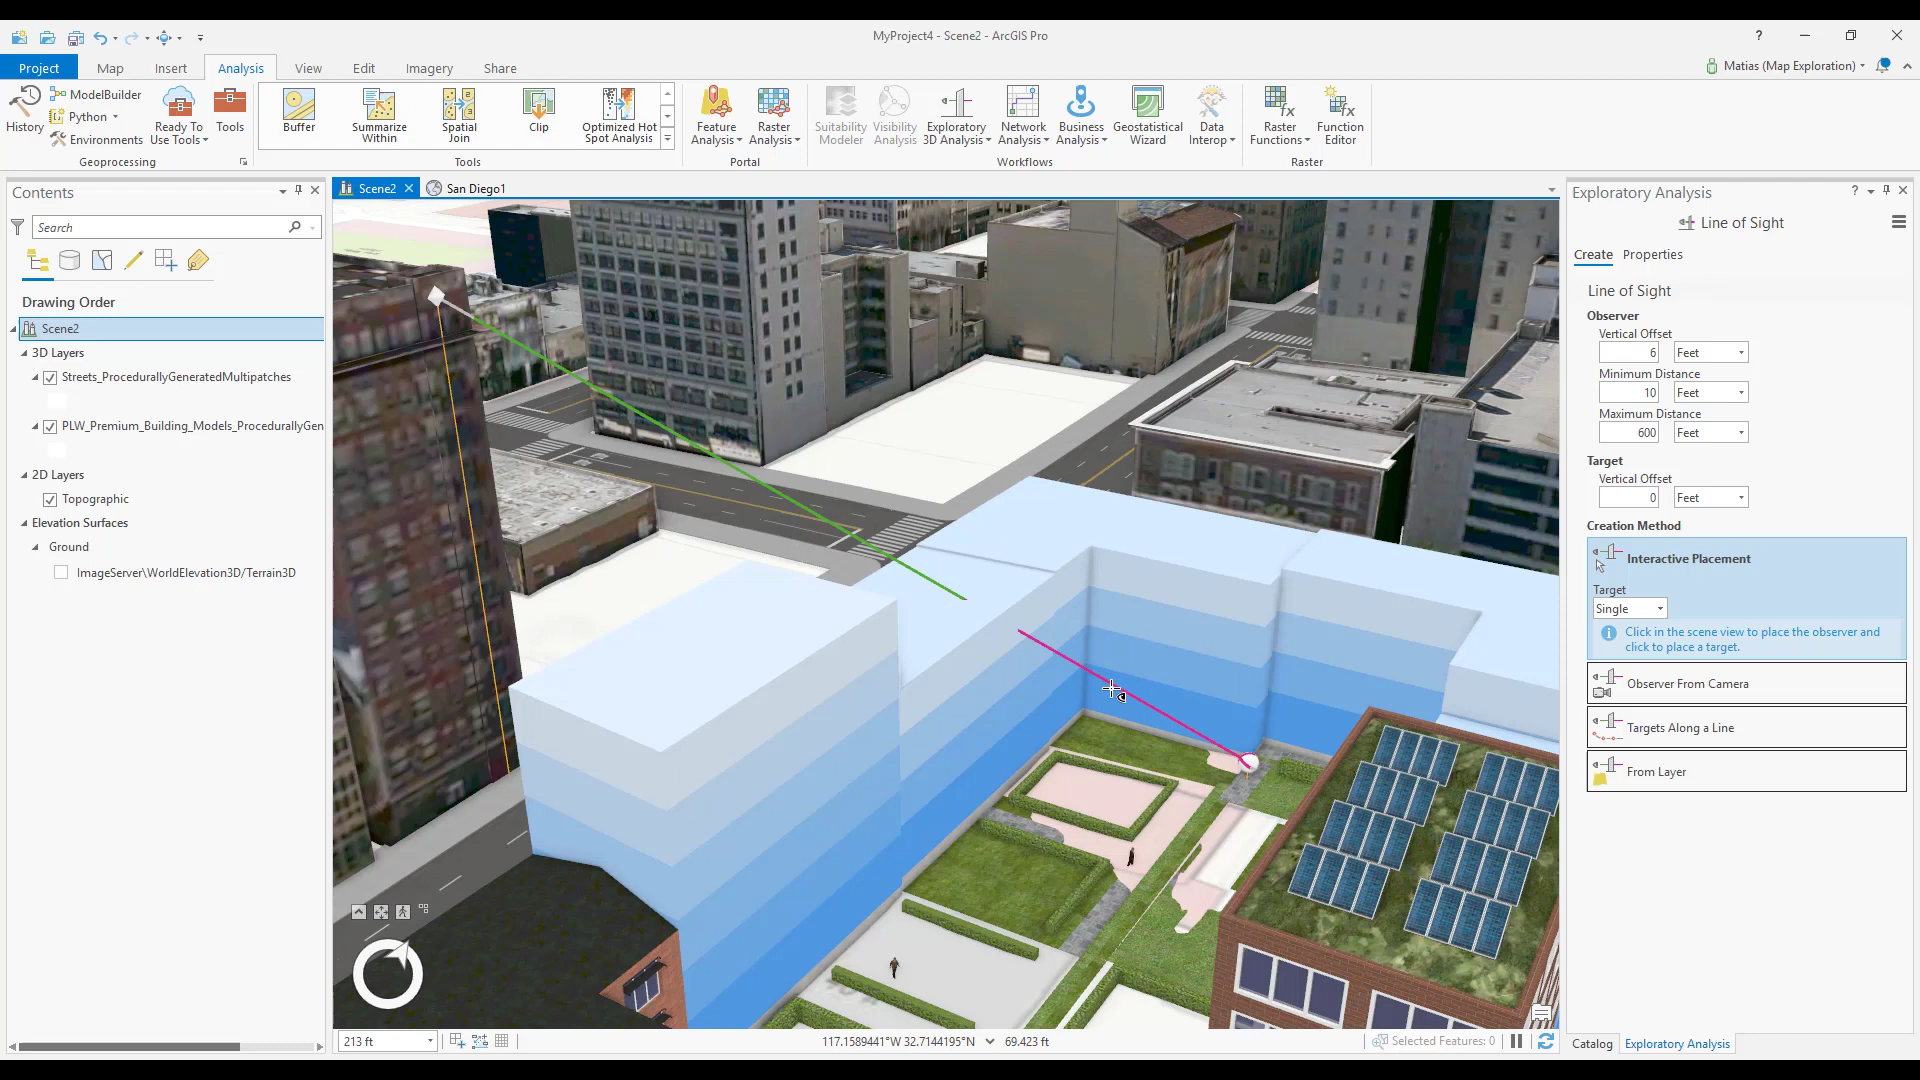 MyProject4 - Scene2 - ArcGIS Pro
?
Project
Map
Insert
Analysis
View
Edit
Imagery
Share
Matias (Map Exploration)
History
ModelBuilder
Python
Environments
Ready To
Use Tools
Tools
Geoprocessing
Buffer
Summarize
Within
Spatial
Join
Clip
Optimized Hot
Spot Analysis
Tools
Feature
Analysis
Raster
Analysis
Portal
Suitability
Modeler
Visibility
Analysis
Exploratory
3D Analysis
Network
Analysis
Business
Analysis
Geostatistical
Wizard
Data
Interop
Workflows
Raster
Functions
Function
Editor
Raster
Contents
Search
Drawing Order
Scene2
3D Layers
Streets_ProcedurallyGeneratedMultipatches
PLW_Premium_Building_Models_ProcedurallyGen
2D Layers
Topographic
Elevation Surfaces
Ground
ImageServer\WorldElevation3D/Terrain3D
Scene2
San Diego1
213 ft
117.1589441°W 32.7144195°N
69.423 ft
Selected Features: 0
Exploratory Analysis
?
Line of Sight
Create
Properties
Line of Sight
Observer
Vertical Offset
6 Feet
Minimum Distance
10 Feet
Maximum Distance
600 Feet
Target
Vertical Offset
0 Feet
Creation Method
Interactive Placement
Target
Single
Click in the scene view to place the observer and
click to place a target.
Observer From Camera
Targets Along a Line
From Layer
Catalog
Exploratory Analysis